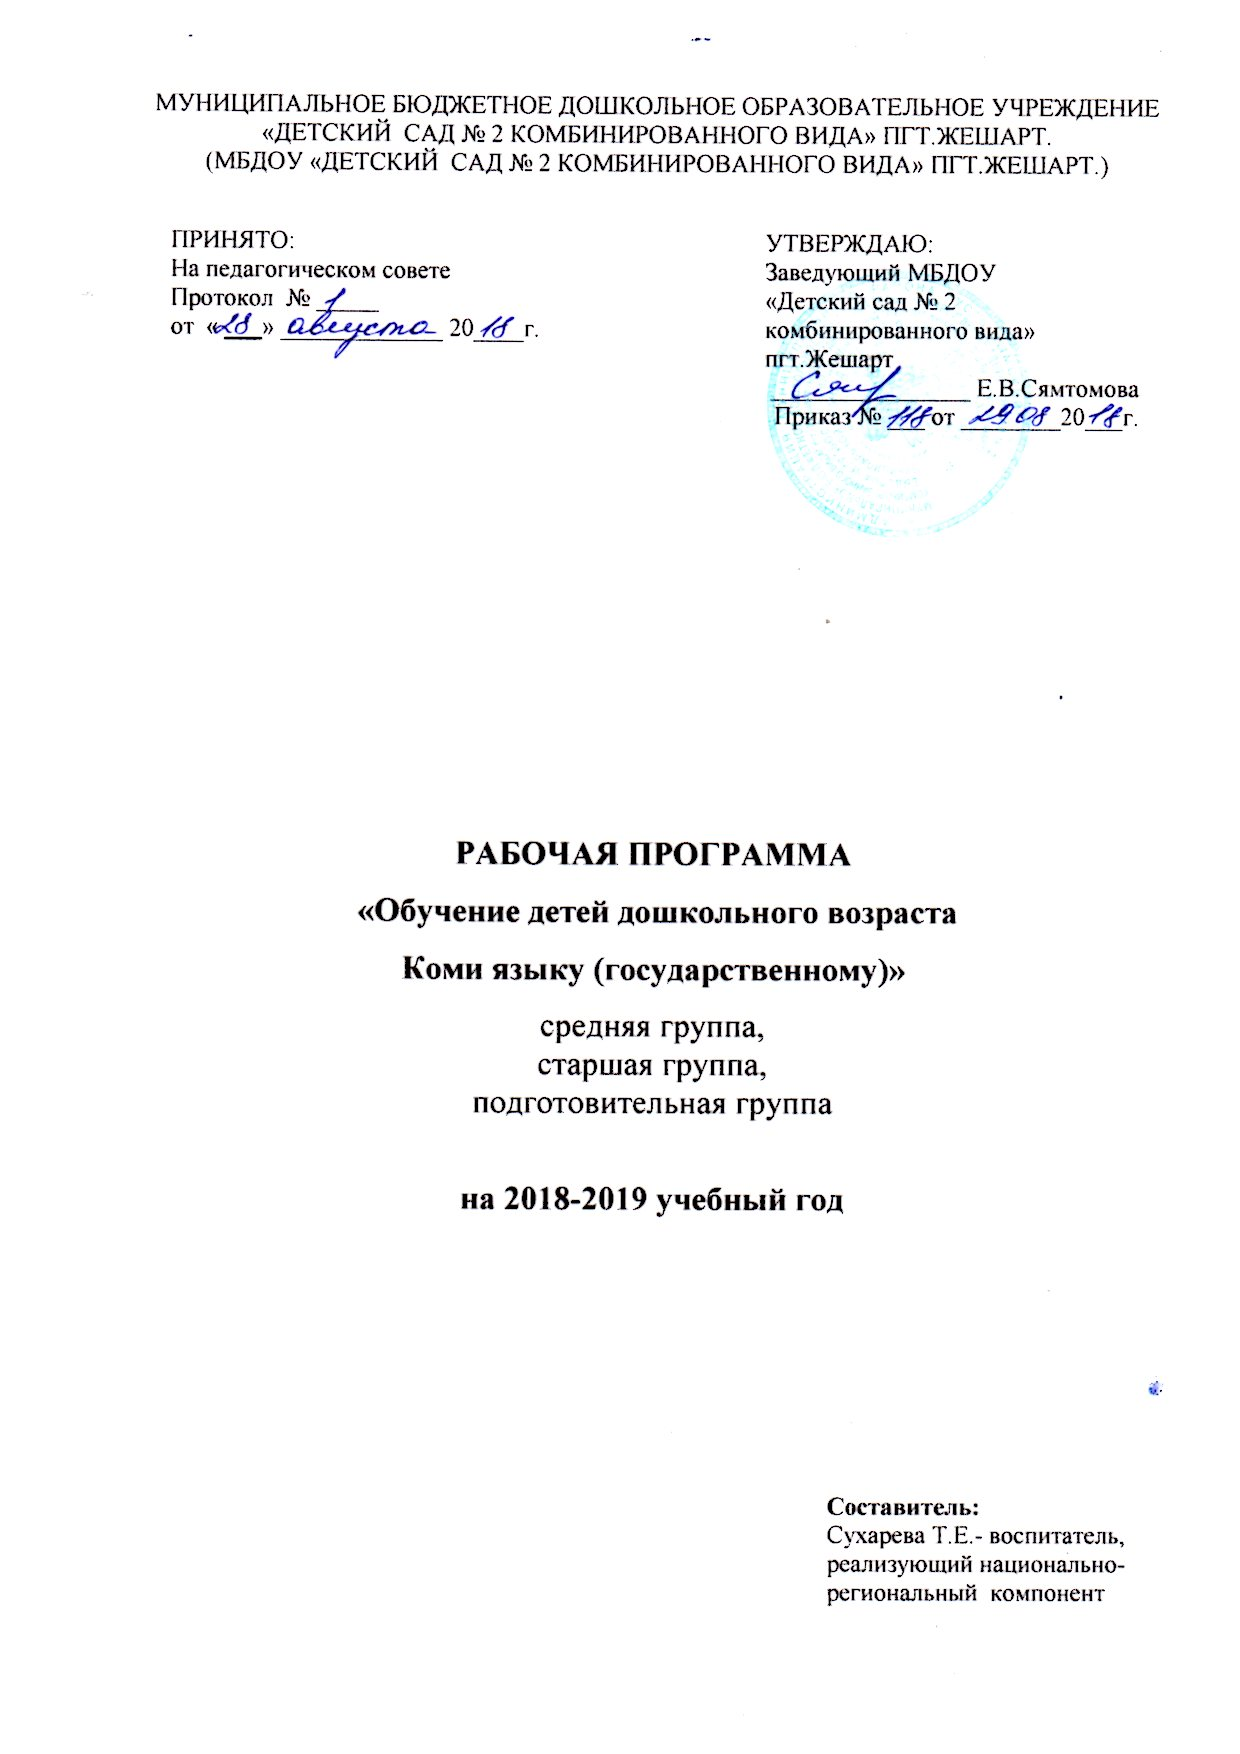 МУНИЦИПАЛЬНОЕ БЮДЖЕТНОЕ ДОШКОЛЬНОЕ ОБРАЗОВАТЕЛЬНОЕ УЧРЕЖДЕНИЕ
«ДЕТСКИЙ САД № 2 КОМБИНИРОВАННОГО ВИДА» ПГТ.ЖЕШАРТ.
(МБДОУ «ДЕТСКИЙ САД № 2 КОМБИНИРОВАННОГО ВИДА» ПГТ.ЖЕШАРТ.)
ПРИНЯТО:
На педагогическом совете
Протокол № 1
от «28» августа 2018 г.
УТВЕРЖДАЮ:
Заведующий МБДОУ
«Детский сад № 2
комбинированного вида»
пгт.Жешарт
Е.В.Сямтомова
Приказ № 118 от 29 08 2018 г.
РАБОЧАЯ ПРОГРАММА
«Обучение детей дошкольного возраста
Коми языку (государственному)»
средняя группа,
старшая группа,
подготовительная группа
на 2018-2019 учебный год
Составитель:
Сухарева Т.Е.- воспитатель,
реализующий национально-
региональный компонент